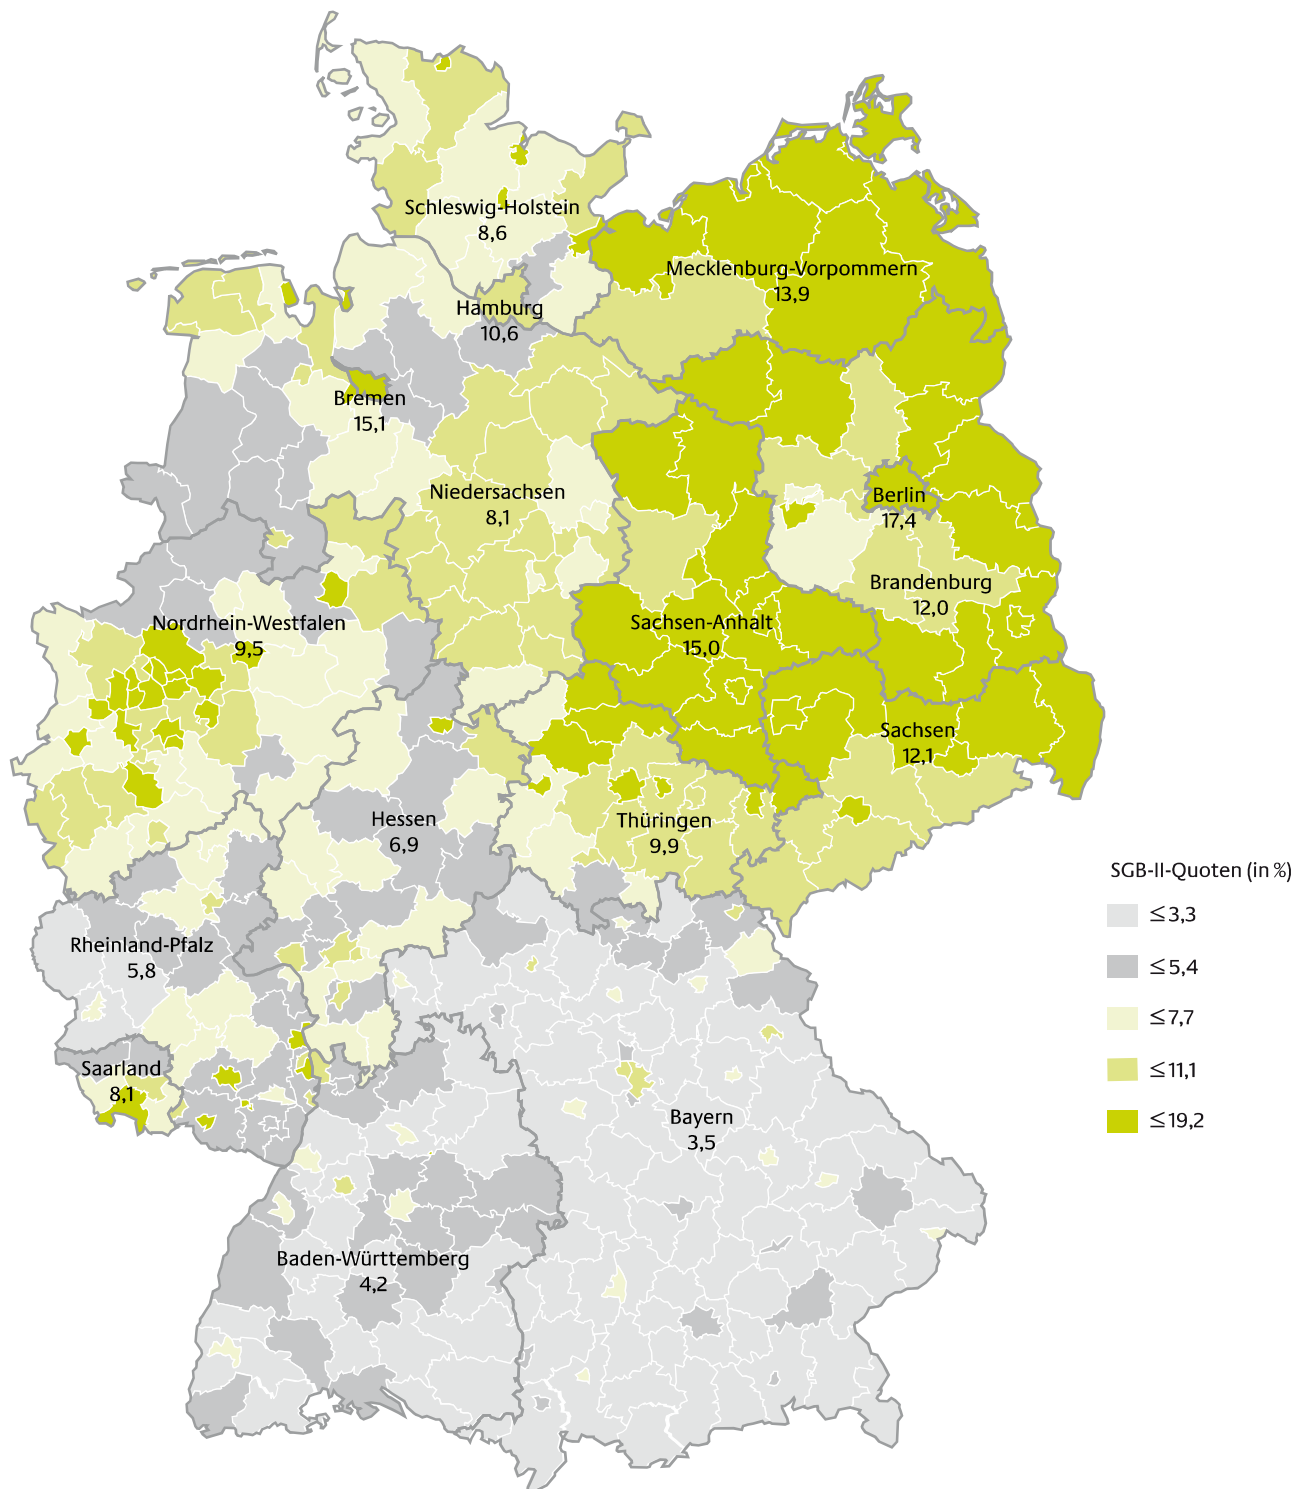 Schleswig-Holstein
8,6
Mecklenburg-Vorpommern
13,9
Hamburg
10,6
Bremen
15,1
Niedersachsen
8,1
Berlin
17,4
Brandenburg
12,0
Sachsen-Anhalt
15,0
Nordrhein-Westfalen
9,5
Sachsen
12,1
Hessen
6,9
Thüringen
9,9
Rheinland-Pfalz
5,8
Saarland
8,1
Bayern
3,5
Baden-Württemberg
4,2
SGB-II-Quoten (in %)
≤3,3
≤5,4
≤7,7
≤11,1
≤19,2